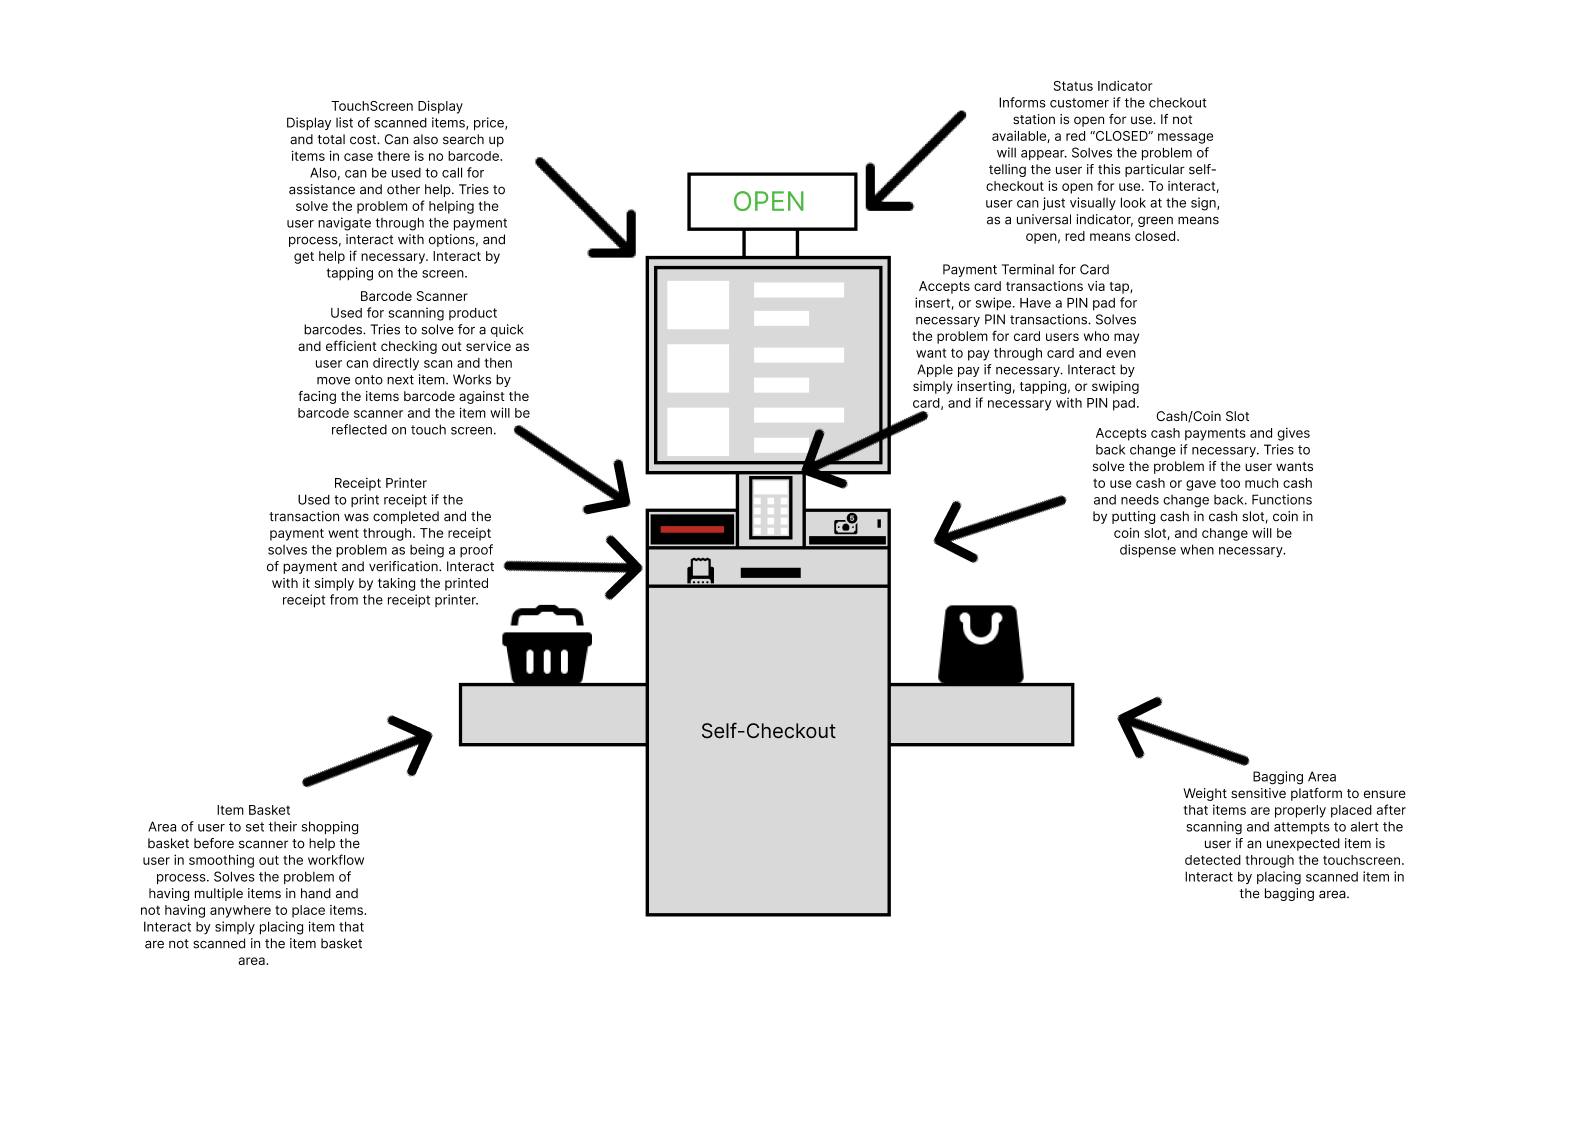 TouchScreen Display
Display list of scanned items, price,
and total cost. Can also search up
items in case there is no barcode.
Also, can be used to call for
assistance and other help. Tries to
solve the problem of helping the
user navigate through the payment
process, interact with options, and
get help if necessary. Interact by
tapping on the screen.
Barcode Scanner
Used for scanning product
barcodes. Tries to solve for a quick
and efficient checking out service as
user can directly scan and then
move onto next item. Works by
facing the items barcode against the
barcode scanner and the item will be
reflected on touch screen.
Receipt Printer
Used to print receipt if the
transaction was completed and the
payment went through. The receipt
solves the problem as being a proof
of payment and verification. Interact
with it simply by taking the printed
receipt from the receipt printer.
Item Basket
Area of user to set their shopping
basket before scanner to help the
user in smoothing out the workflow
process. Solves the problem of
having multiple items in hand and
not having anywhere to place items.
Interact by simply placing item that
are not scanned in the item basket
area.
OPEN
Self-Checkout
Status Indicator
Informs customer if the checkout
station is open for use. If not
available, a red “CLOSED” message
will appear. Solves the problem of
telling the user if this particular self-
checkout is open for use. To interact,
user can just visually look at the sign,
as a universal indicator, green means
open, red means closed.
Payment Terminal for Card
Accepts card transactions via tap,
insert, or swipe. Have a PIN pad for
necessary PIN transactions. Solves
the problem for card users who may
want to pay through card and even
Apple pay if necessary. Interact by
simply inserting, tapping, or swiping
card, and if necessary with PIN pad.
Cash/Coin Slot
Accepts cash payments and gives
back change if necessary. Tries to
solve the problem if the user wants
to use cash or gave too much cash
and needs change back. Functions
by putting cash in cash slot, coin in
coin slot, and change will be
dispense when necessary.
Bagging Area
Weight sensitive platform to ensure
that items are properly placed after
scanning and attempts to alert the
user if an unexpected item is
detected through the touchscreen.
Interact by placing scanned item in
the bagging area.